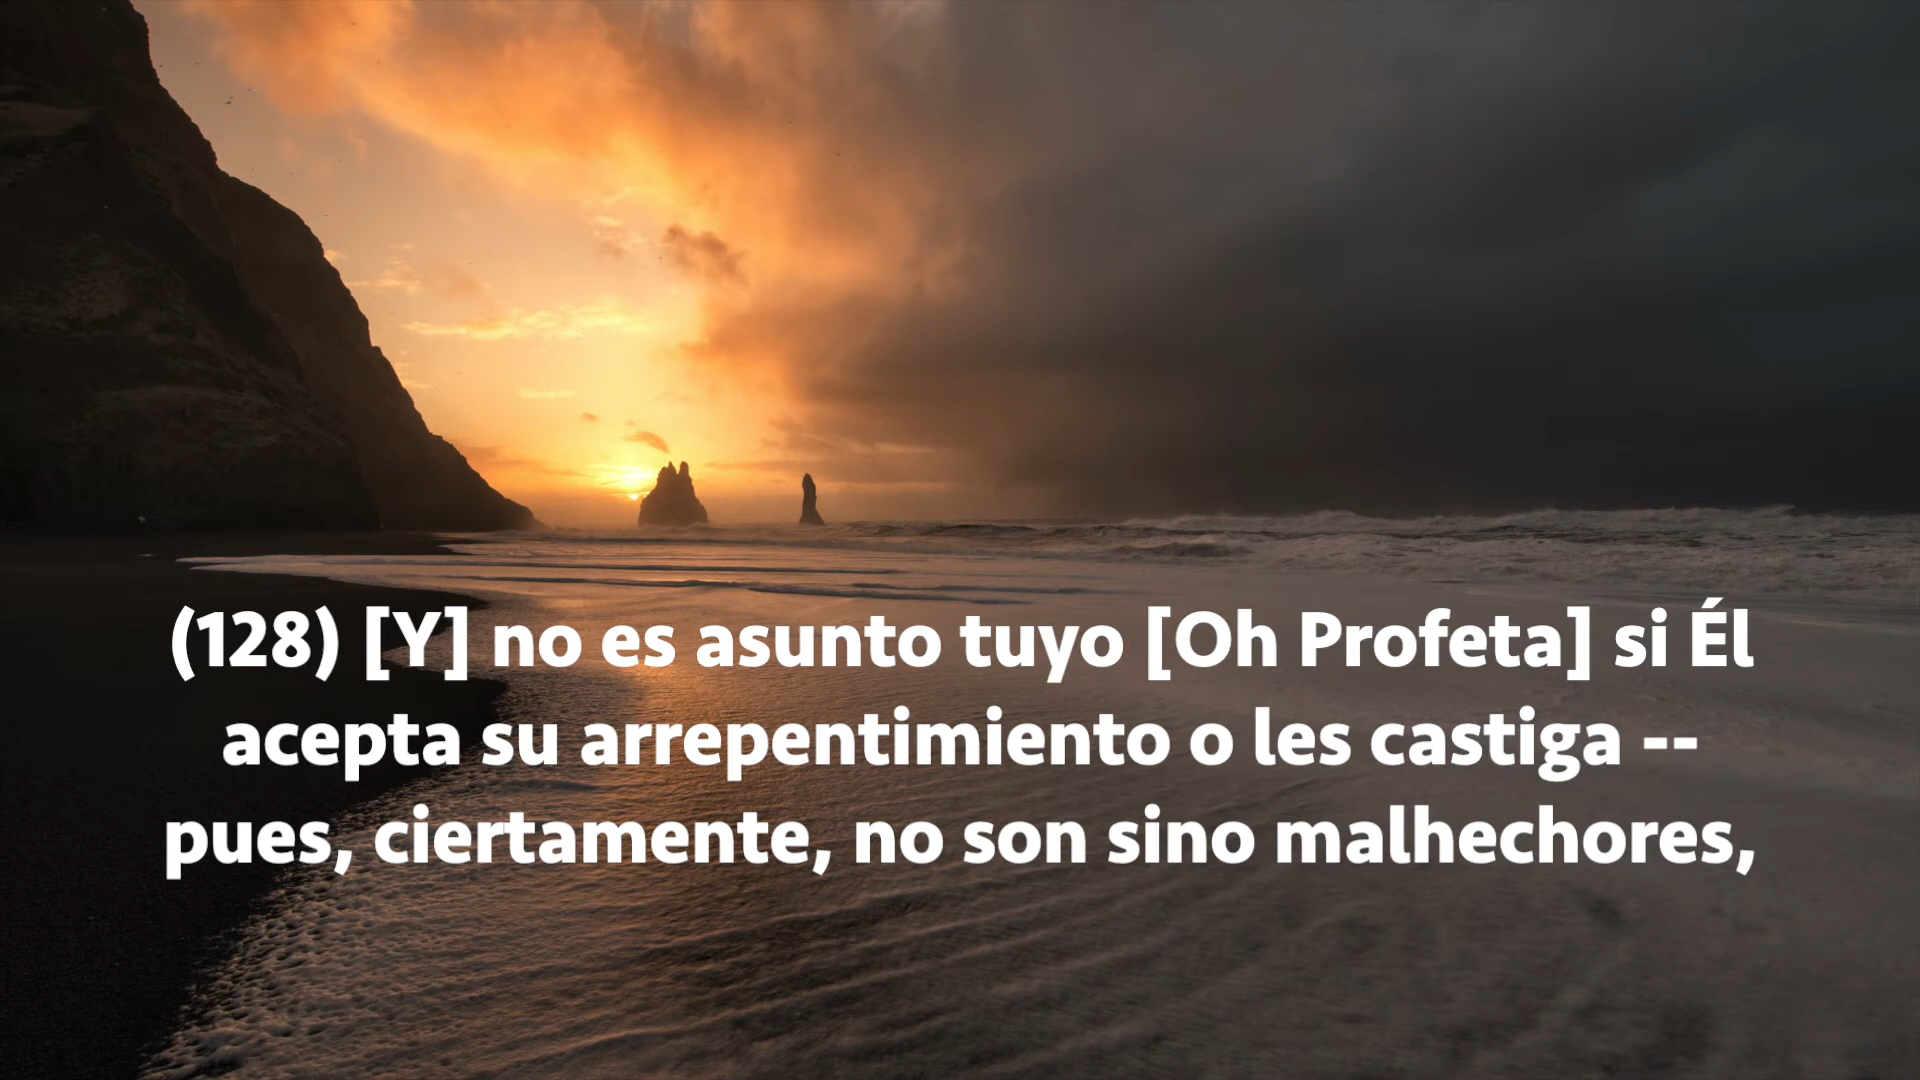 (128) [Y] no es asunto tuyo [Oh Profeta] si Él
acepta su arrepentimiento o les castiga --
pues, ciertamente, no son sino malhechores,